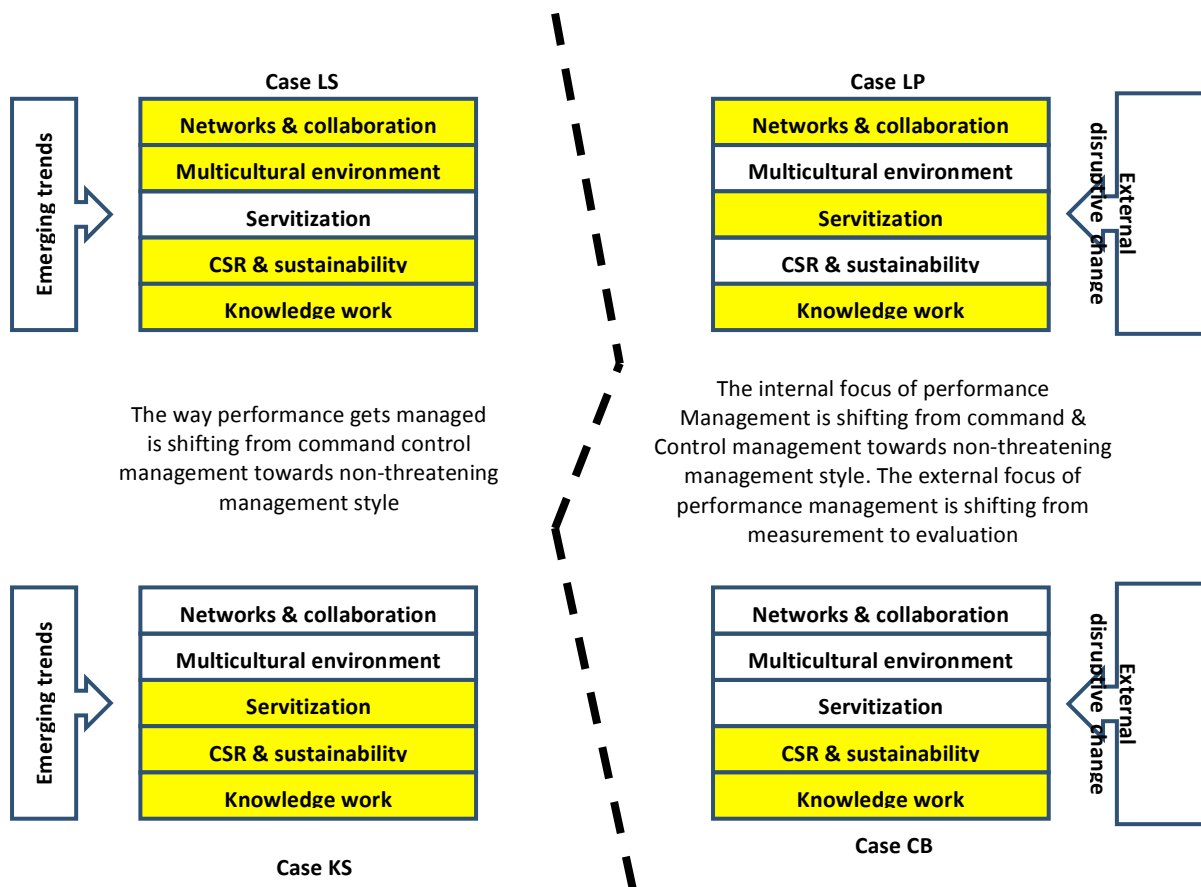 Case LS
Emerging trends
Networks & collaboration
Multicultural environment
Servitization
CSR & sustainability
Knowledge work
Case LP
Networks & collaboration
Multicultural environment
Servitization
CSR & sustainability
Knowledge work
External
disruptive change
The way performance gets managed
is shifting from command control
management towards non-threatening
management style
The internal focus of performance
Management is shifting from command &
Control management towards non-threatening
management style. The external focus of
performance management is shifting from
measurement to evaluation
Emerging trends
Networks & collaboration
Multicultural environment
Servitization
CSR & sustainability
Knowledge work
Case KS
Networks & collaboration
Multicultural environment
Servitization
CSR & sustainability
Knowledge work
External
disruptive change
Case CB